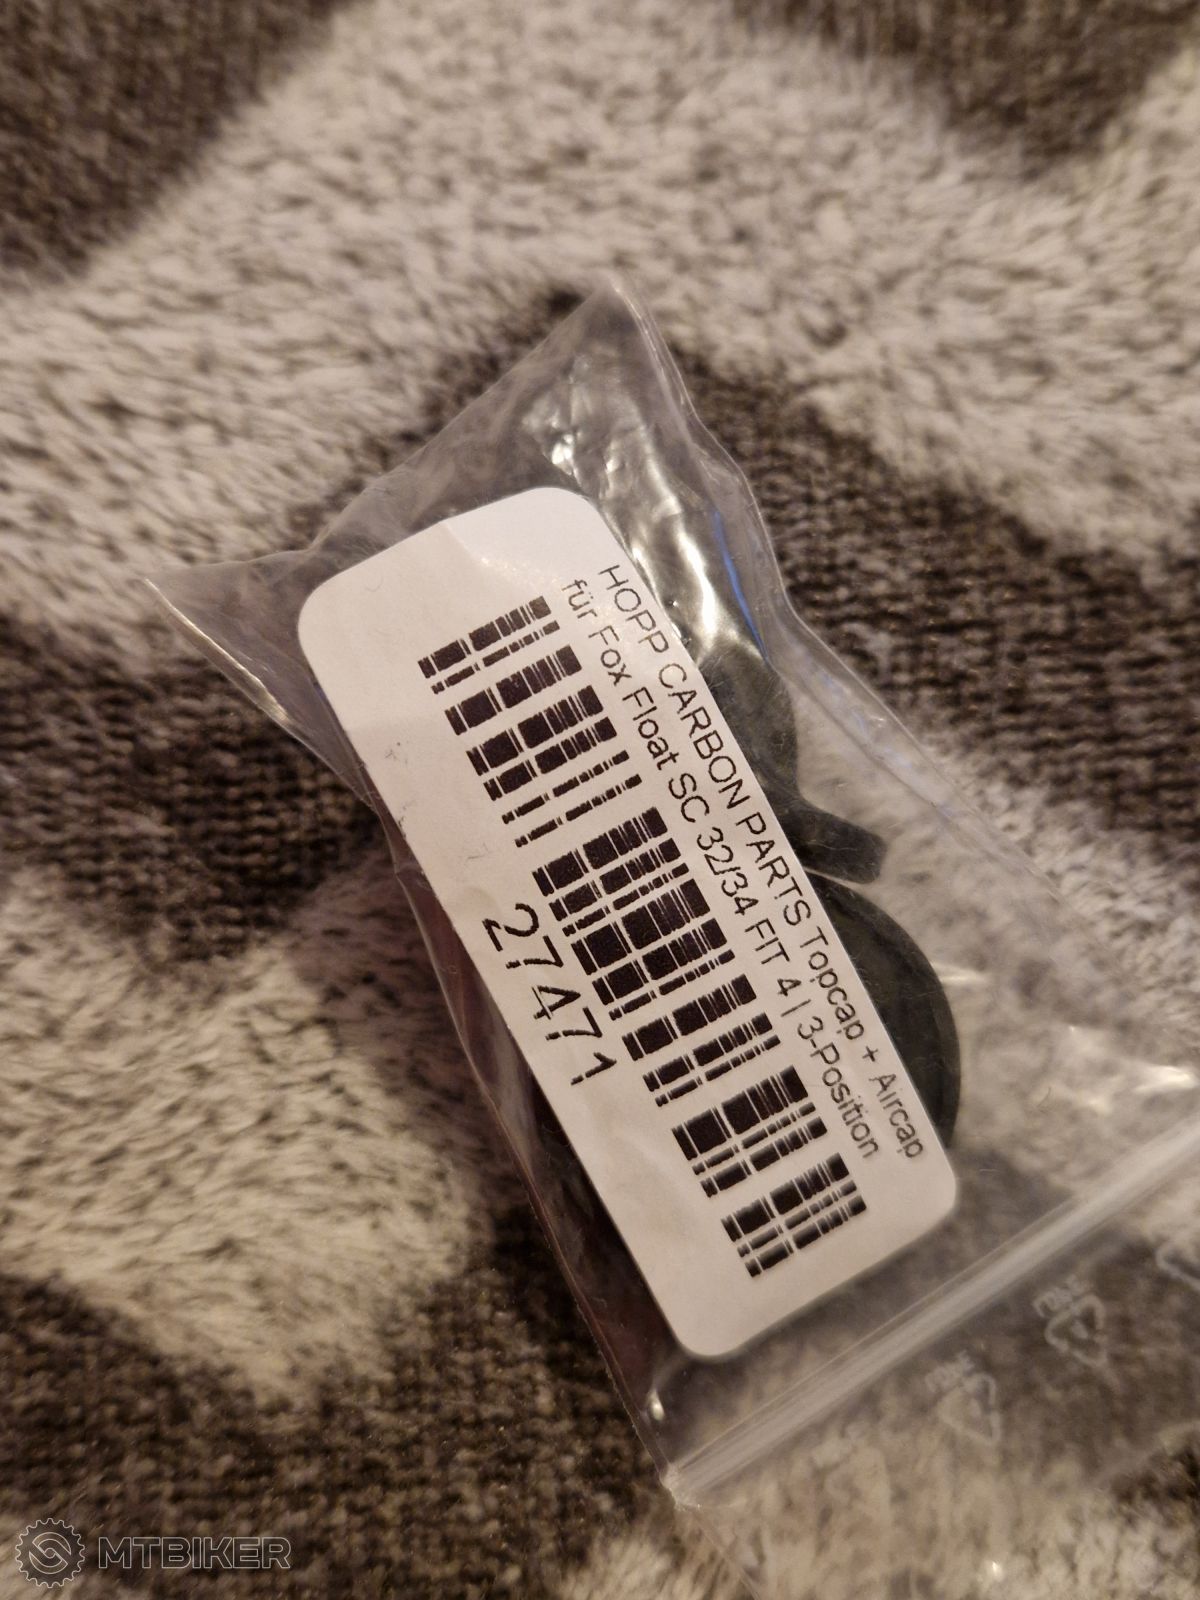 HOPP CARBON PARTS Topcap + Aircap
für Fox Float SC 32/34 FIT 4 | 3-Position
27471
MTBIKER